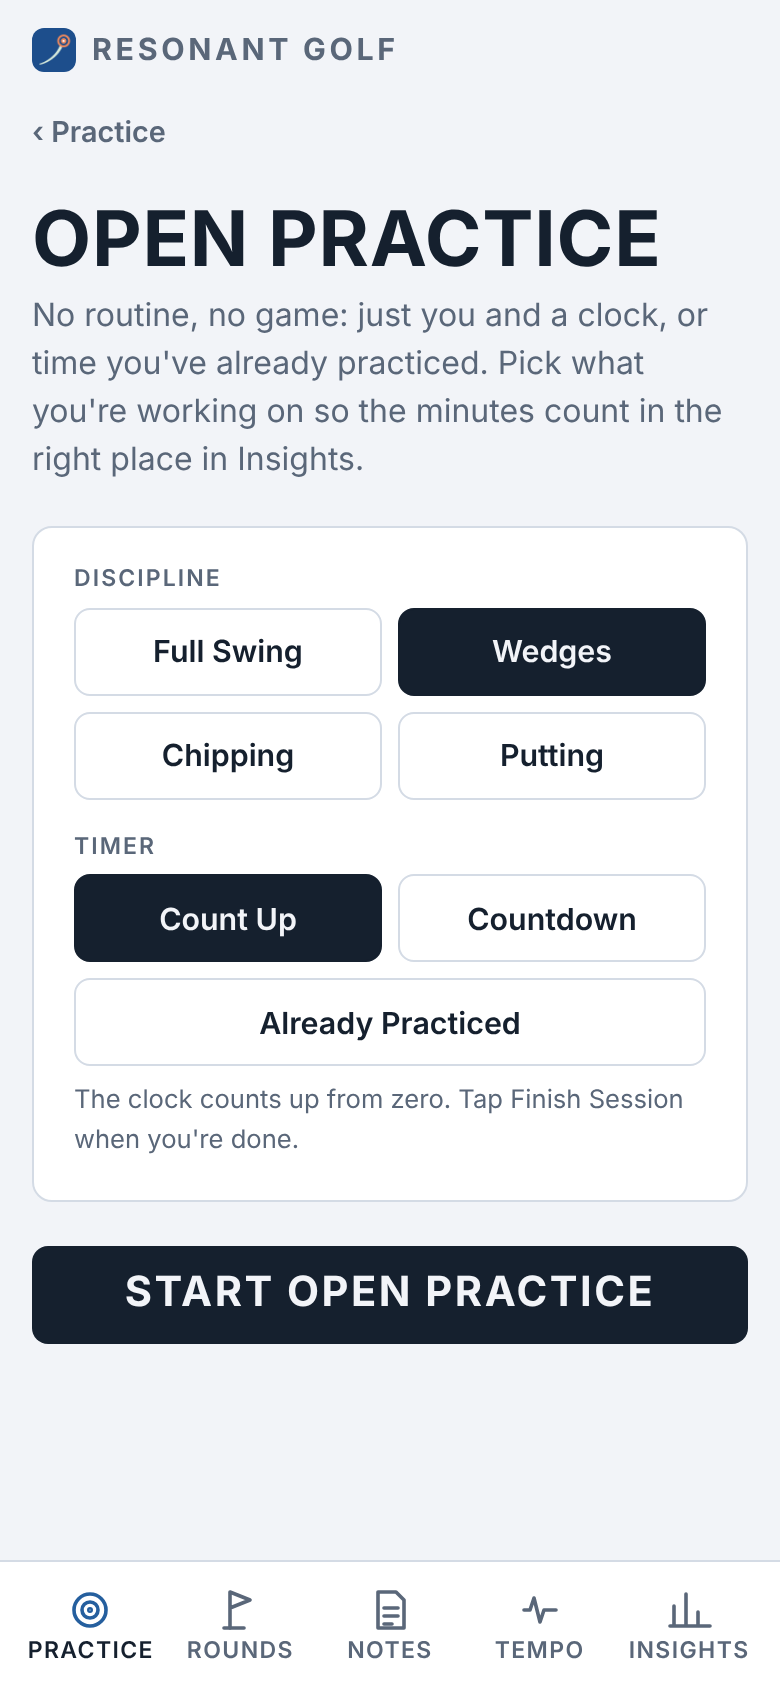 RESONANT GOLF
‹ Practice
OPEN PRACTICE
No routine, no game: just you and a clock, or
time you've already practiced. Pick what
you're working on so the minutes count in the
right place in Insights.
DISCIPLINE
Full Swing
Wedges
Chipping
Putting
TIMER
Count Up
Countdown
Already Practiced
The clock counts up from zero. Tap Finish Session
when you're done.
START OPEN PRACTICE
PRACTICE
ROUNDS
NOTES
TEMPO
INSIGHTS